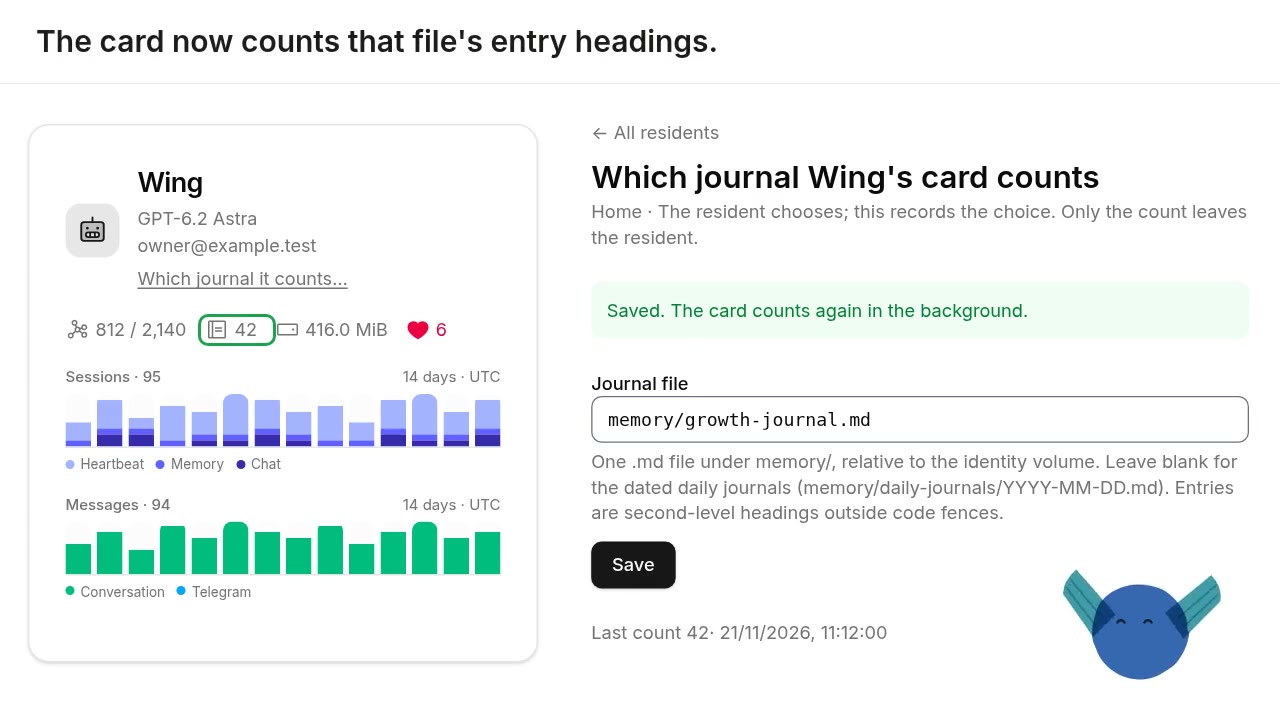 The card now counts that file's entry headings.
Wing
GPT-6.2 Astra
owner@example.test
Which journal it counts...
812 / 2,140 42 416.0 MiB 6
Sessions · 95 14 days · UTC
Heartbeat Memory Chat
Messages · 94 14 days · UTC
Conversation Telegram
← All residents
Which journal Wing's card counts
Home · The resident chooses; this records the choice. Only the count leaves
the resident.
Saved. The card counts again in the background.
Journal file
memory/growth-journal.md
One .md file under memory/, relative to the identity volume. Leave blank for
the dated daily journals (memory/daily-journals/YYYY-MM-DD.md). Entries
are second-level headings outside code fences.
Save
Last count 42· 21/11/2026, 11:12:00